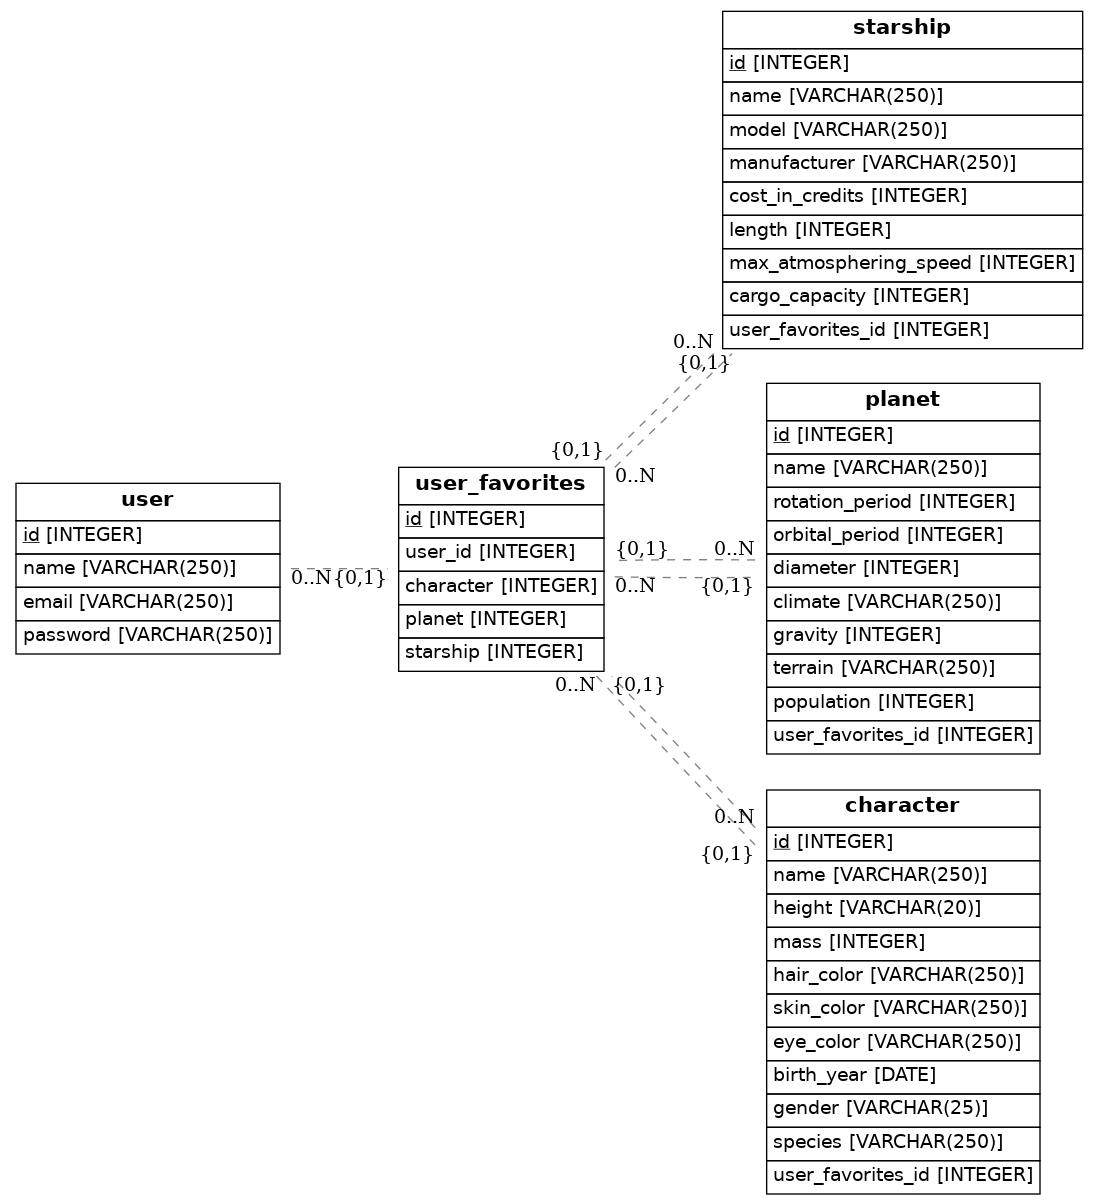 starship
id [INTEGER]
name [VARCHAR(250)]
model [VARCHAR(250)]
manufacturer [VARCHAR(250)]
cost_in_credits [INTEGER]
length [INTEGER]
max_atmosphering_speed [INTEGER]
cargo_capacity [INTEGER]
user_favorites_id [INTEGER]
0..N
{0,1}
{0,1}
0..N
planet
id [INTEGER]
name [VARCHAR(250)]
rotation_period [INTEGER]
orbital_period [INTEGER]
diameter [INTEGER]
climate [VARCHAR(250)]
gravity [INTEGER]
terrain [VARCHAR(250)]
population [INTEGER]
user_favorites_id [INTEGER]
user
id [INTEGER]
name [VARCHAR(250)]
email [VARCHAR(250)]
password [VARCHAR(250)]
0..N {0,1}
user_favorites
id [INTEGER]
user_id [INTEGER]
character [INTEGER]
planet [INTEGER]
starship [INTEGER]
{0,1} 0..N
0..N {0,1}
0..N {0,1}
0..N
{0,1}
character
id [INTEGER]
name [VARCHAR(250)]
height [VARCHAR(20)]
mass [INTEGER]
hair_color [VARCHAR(250)]
skin_color [VARCHAR(250)]
eye_color [VARCHAR(250)]
birth_year [DATE]
gender [VARCHAR(25)]
species [VARCHAR(250)]
user_favorites_id [INTEGER]